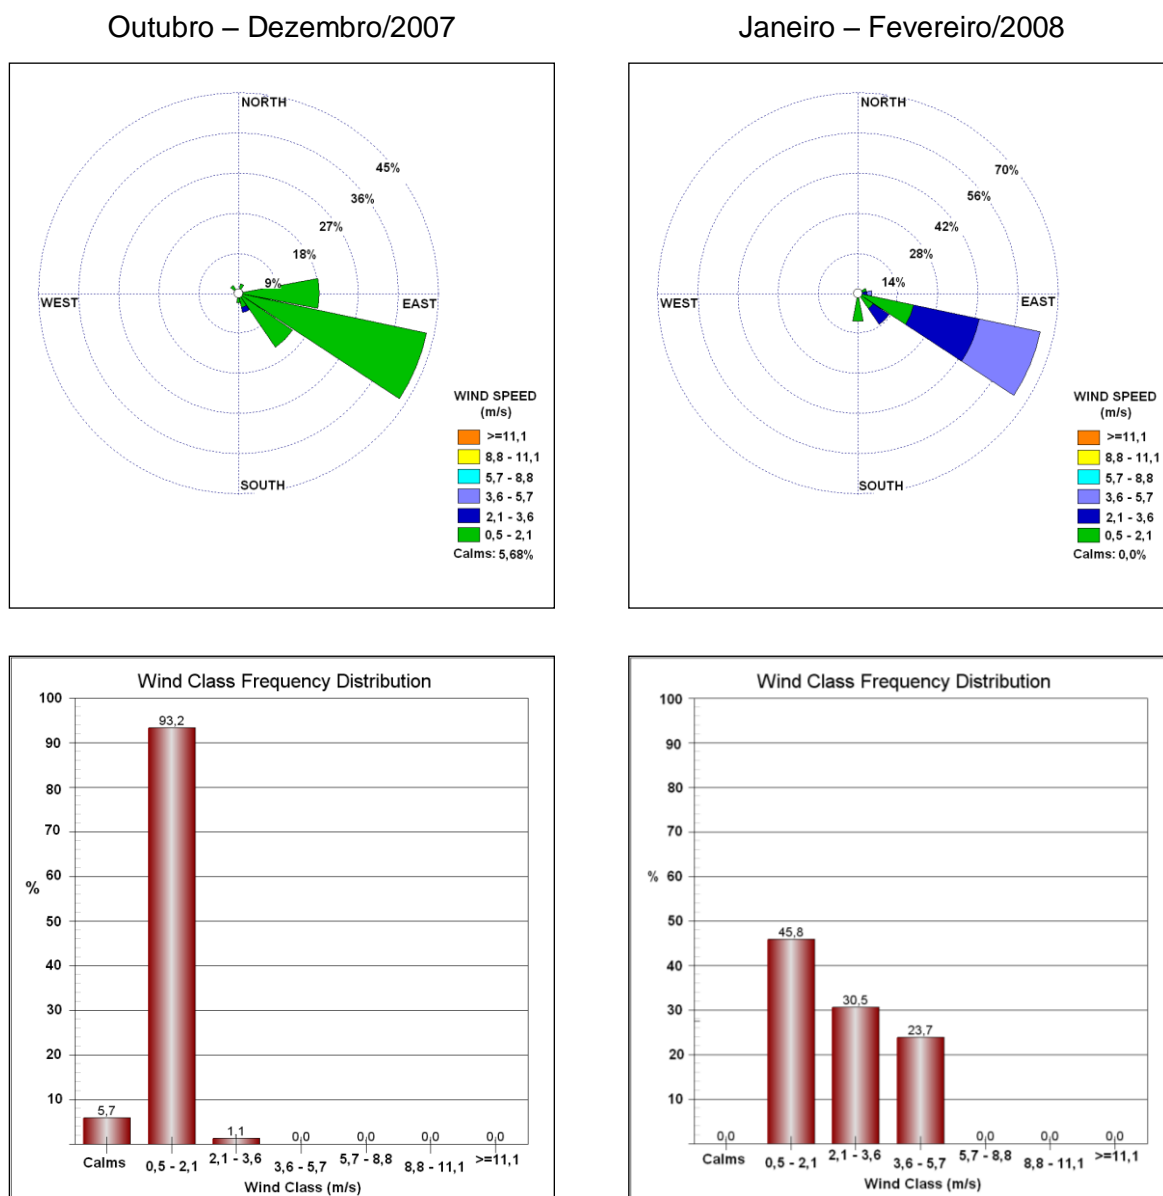 Outubro – Dezembro/2007
Janeiro – Fevereiro/2008
NORTH
45%
36%
27%
18%
9%
WEST
EAST
SOUTH
WIND SPEED
(m/s)
>=11,1
8,8 - 11,1
5,7 - 8,8
3,6 - 5,7
2,1 - 3,6
0,5 - 2,1
Calms: 5,68%
NORTH
70%
56%
42%
28%
14%
WEST
EAST
SOUTH
WIND SPEED
(m/s)
>=11,1
8,8 - 11,1
5,7 - 8,8
3,6 - 5,7
2,1 - 3,6
0,5 - 2,1
Calms: 0,0%
Wind Class Frequency Distribution
100
90
80
70
60
50
40
30
20
10
%
5,7
93,2
1,1
0,0
0,0
0,0
0,0
Calms
0,5 - 2,1
2,1 - 3,6
3,6 - 5,7
5,7 - 8,8
8,8 - 11,1
>=11,1
Wind Class (m/s)
Wind Class Frequency Distribution
100
90
80
70
60
50
40
30
20
10
%
0,0
45,8
30,5
23,7
0,0
0,0
0,0
Calms
0,5 - 2,1
2,1 - 3,6
3,6 - 5,7
5,7 - 8,8
8,8 - 11,1
>=11,1
Wind Class (m/s)